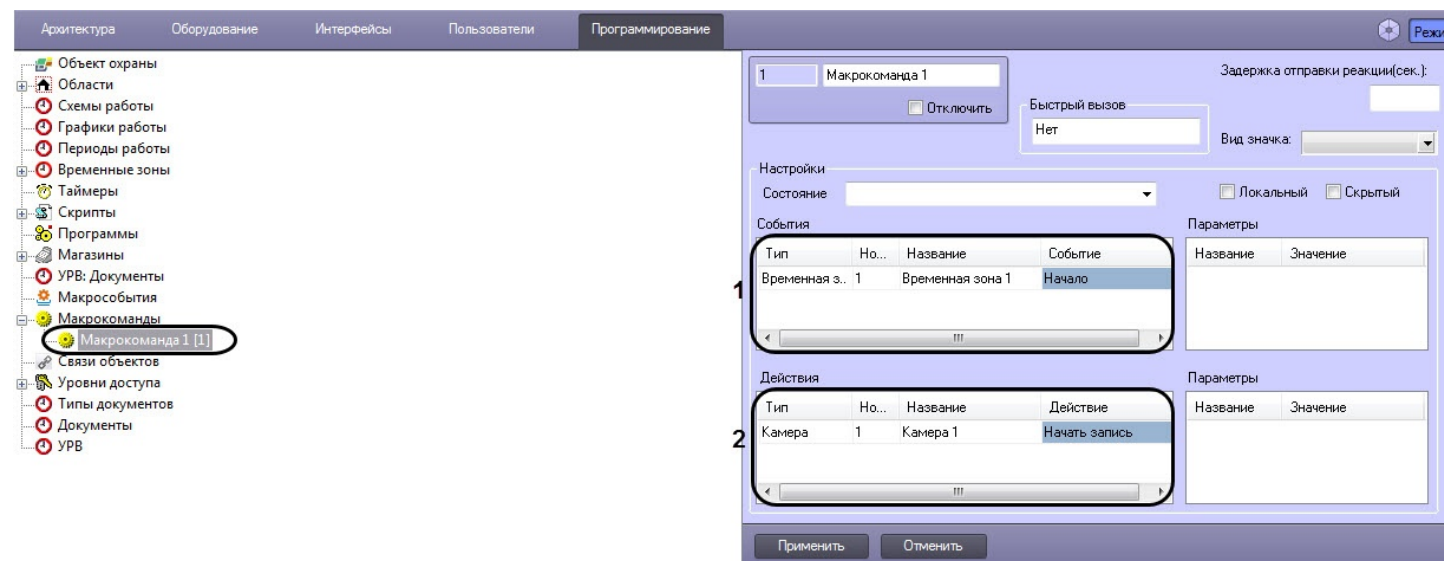 Архитектура Оборудование Интерфейсы Пользователи Программирование
Объект охраны
Области
Схемы работы
Графики работы
Периоды работы
Временные зоны
Таймеры
Скрипты
Программы
Магазины
УРВ: Документы
Макрособытия
Макрокоманды
Макрокоманда 1 [1]
Связи объектов
Уровни доступа
Типы документов
Документы
УРВ
Режи
1 Макрокоманда 1
Отключить
Быстрый вызов
Нет
Задержка отправки реакции(сек.):
Вид значка:
Настройки
Состояние
Локальный Скрытый
События
Тип Но... Название Событие
Временная з.. 1 Временная зона 1 Начало
1
Параметры
Название Значение
Действия
Тип Но... Название Действие
Камера 1 Камера 1 Начать запись
2
Параметры
Название Значение
Применить Отменить